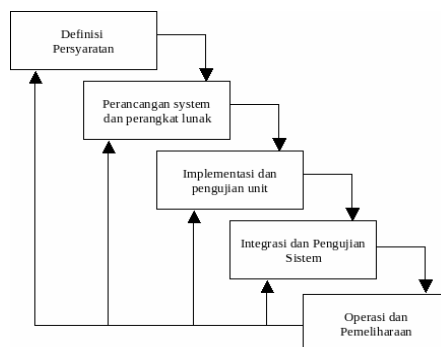 Definisi
Persyaratan
Perancangan system
dan perangkat lunak
Implementasi dan
pengujian unit
Integrasi dan Pengujian
Sistem
Operasi dan
Pemeliharaan